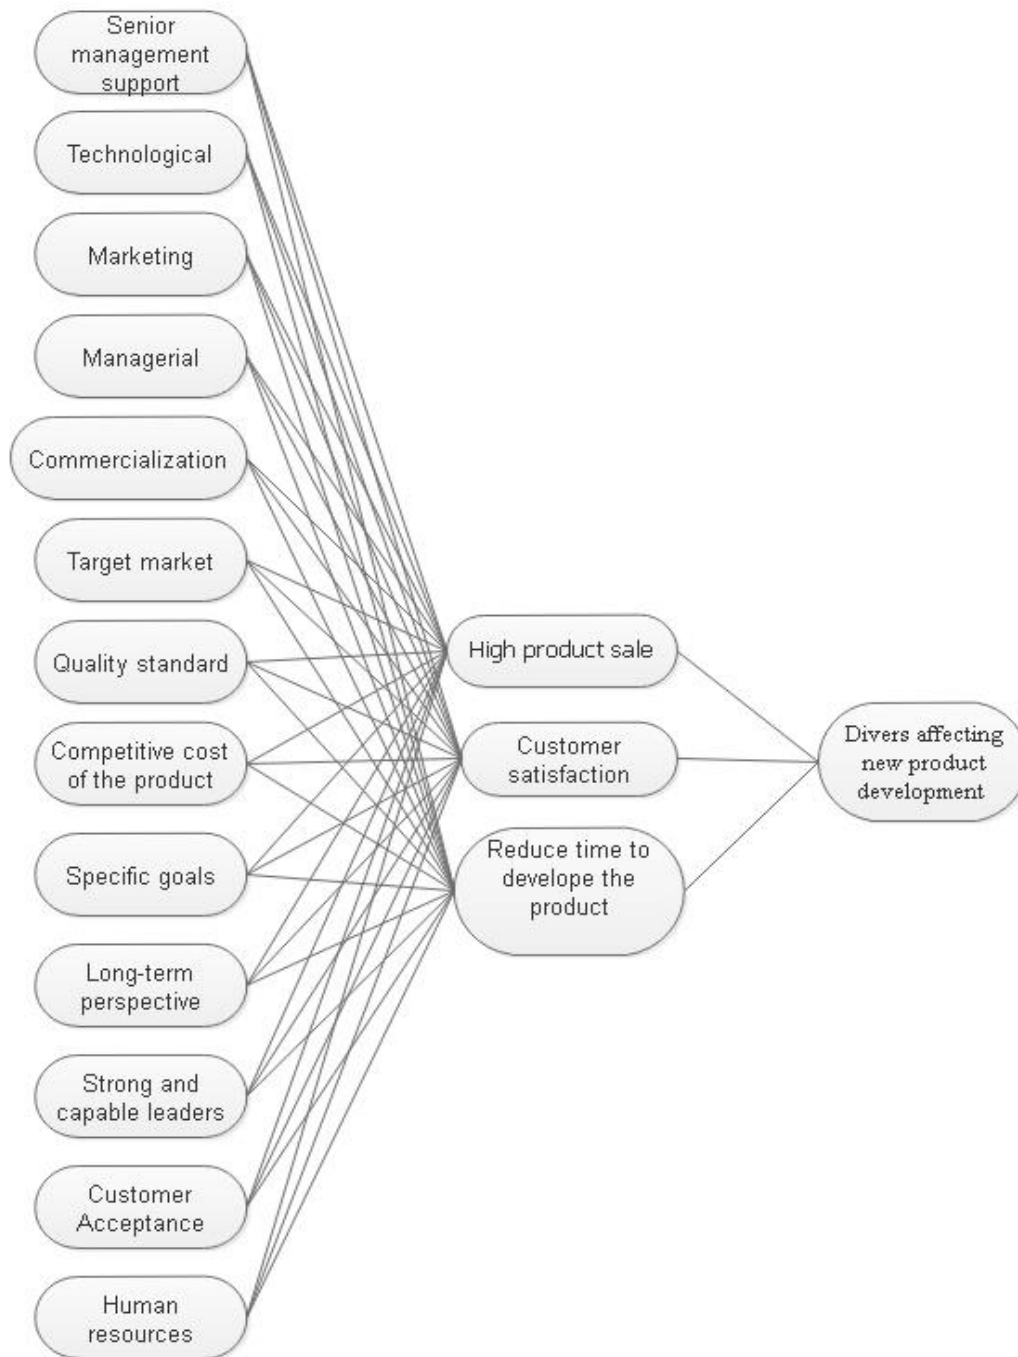 Senior
management
support
Technological
Marketing
Managerial
Commercialization
Target market
Quality standard
Competitive cost
of the product
Specific goals
Long-term
perspective
Strong and
capable leaders
Customer
Acceptance
Human
resources
High product sale
Customer
satisfaction
Reduce time to
develope the
product
Divers affecting
new product
development